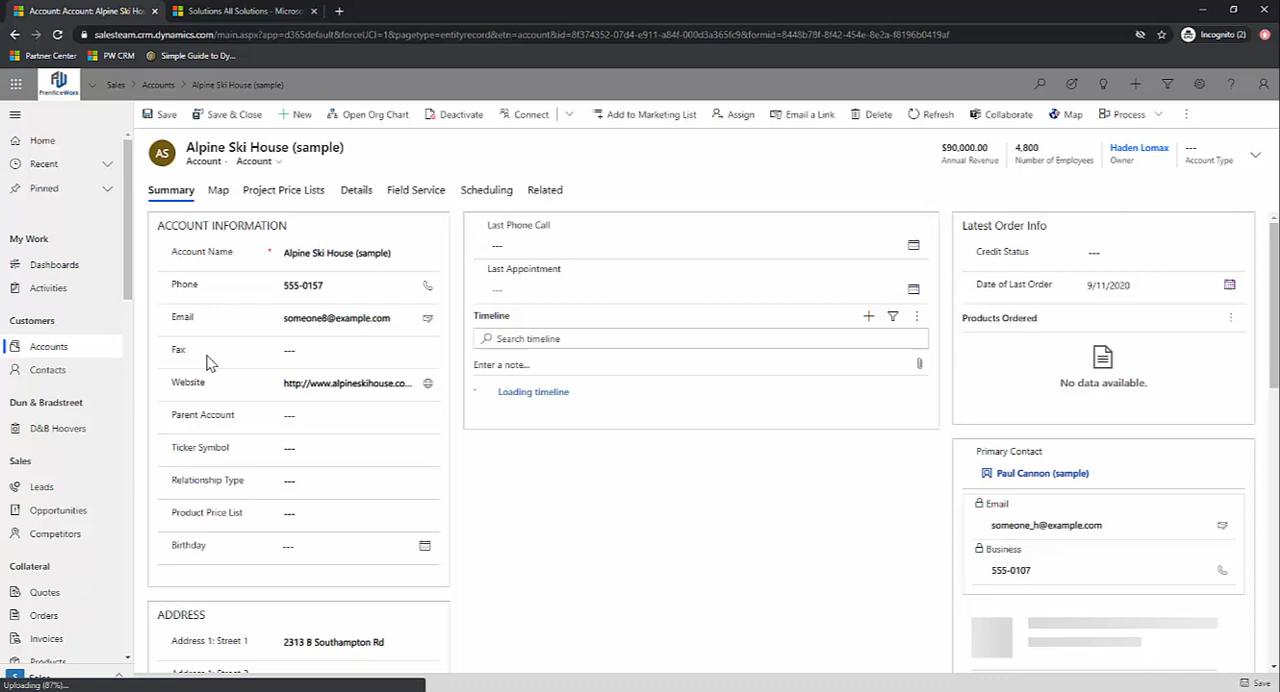 Account: Account: Alpine Ski Ho
Solutions All Solutions - Micros
salesteam.crm.dynamics.com/main.aspx?app=d365default&forceUCI=1&pagetype=entityrecord&etn=account&id=8f374352-07d4-e911-a84f-000d3a365fc9&formid=8448b78f-8f42-454e-8e2a-f8196b0419af
Incognito (2)
Partner Center
PW CRM
Simple Guide to Dy...
PrenticeWorx
Sales
Accounts
Alpine Ski House (sample)
Save
Save & Close
New
Open Org Chart
Deactivate
Connect
Add to Marketing List
Assign
Email a Link
Delete
Refresh
Collaborate
Map
Process
Home
Recent
Pinned
My Work
Dashboards
Activities
Customers
Accounts
Contacts
Dun & Bradstreet
D&B Hoovers
Sales
Leads
Opportunities
Competitors
Collateral
Quotes
Orders
Invoices
Products
S Sales
Uploading (87%)...
AS
Alpine Ski House (sample)
Account · Account
$90,000.00
Annual Revenue
4,800
Number of Employees
Haden Lomax
Owner
---
Account Type
Summary
Map
Project Price Lists
Details
Field Service
Scheduling
Related
ACCOUNT INFORMATION
Account Name * Alpine Ski House (sample)
Phone 555-0157
Email someone8@example.com
Fax ---
Website http://www.alpineskihouse.co...
Parent Account ---
Ticker Symbol ---
Relationship Type ---
Product Price List ---
Birthday ---
ADDRESS
Address 1: Street 1 2313 B Southampton Rd
Last Phone Call
---
Last Appointment
---
Timeline
Search timeline
Enter a note...
Loading timeline
Latest Order Info
Credit Status ---
Date of Last Order 9/11/2020
Products Ordered
No data available.
Primary Contact
Paul Cannon (sample)
Email
someone_h@example.com
Business
555-0107
Save